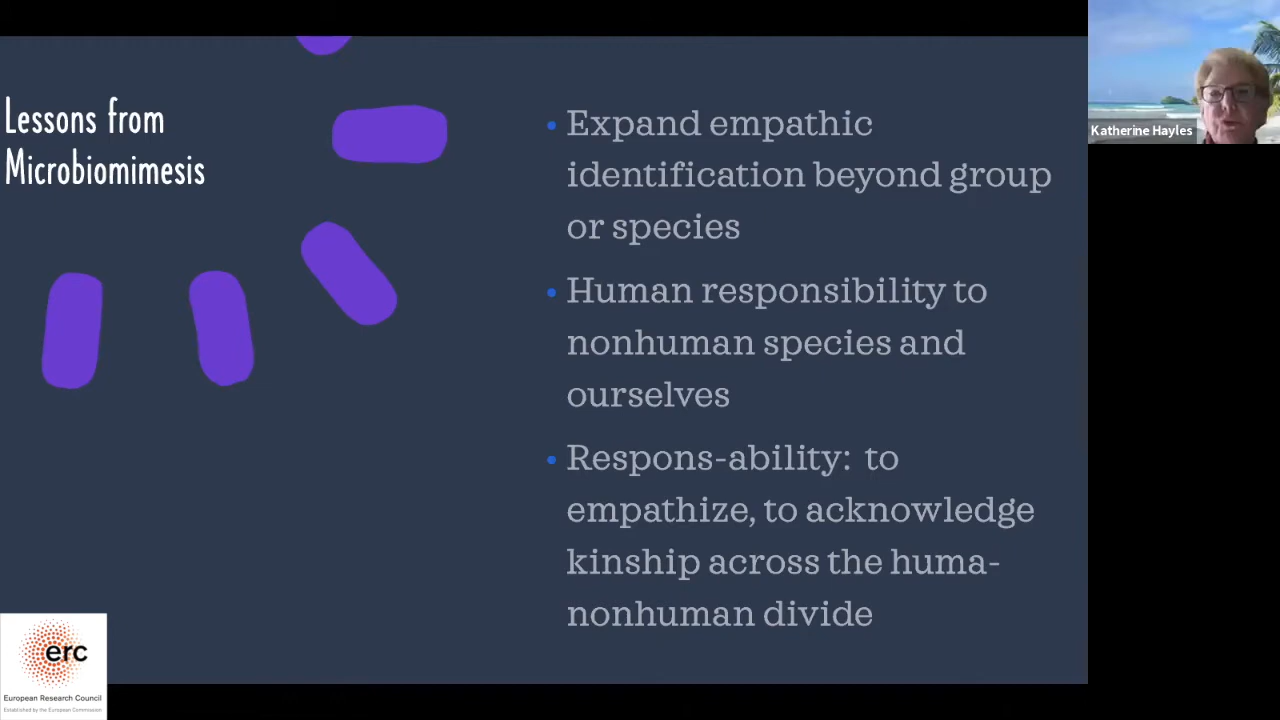 Lessons from
Microbiomimesis
• Expand empathic
identification beyond group
or species
• Human responsibility to
nonhuman species and
ourselves
• Respons-ability:  to
empathize, to acknowledge
kinship across the huma-
nonhuman divide
Katherine Hayles
erc
European Research Council
Established by the European Commission